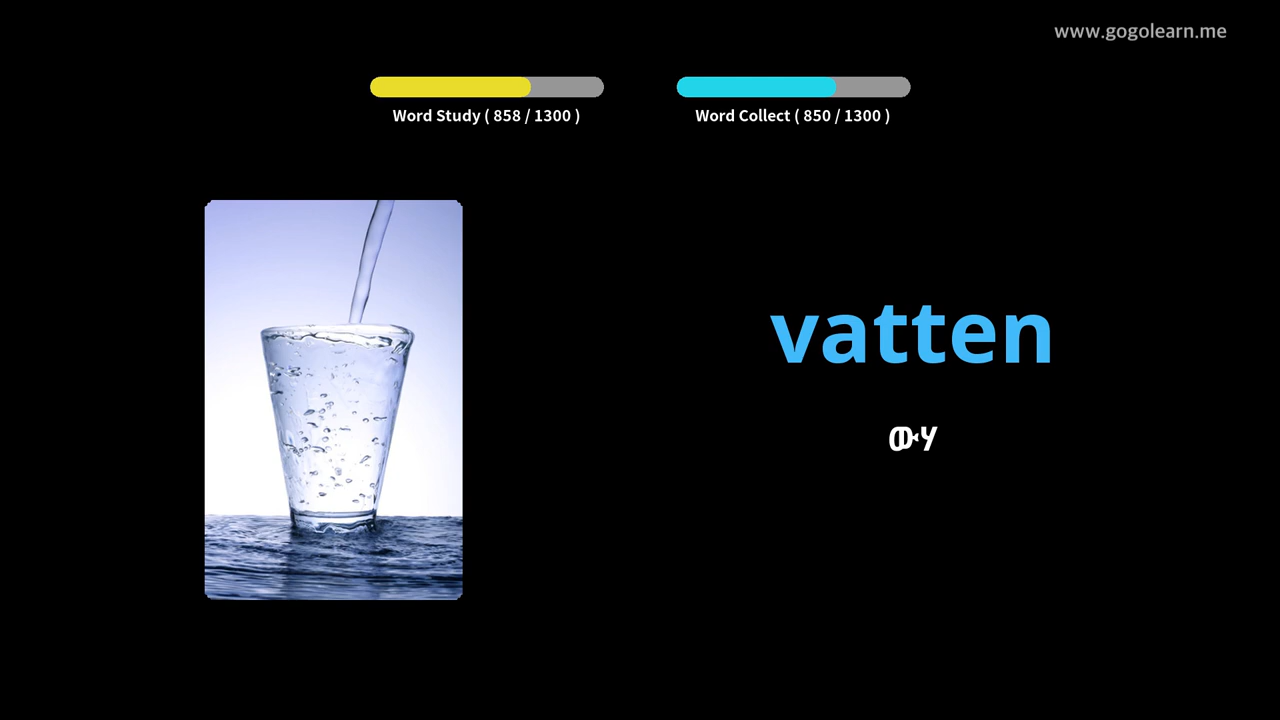 www.gogolearn.me
Word Study ( 858 / 1300 )
Word Collect ( 850 / 1300 )
vatten
ውሃ